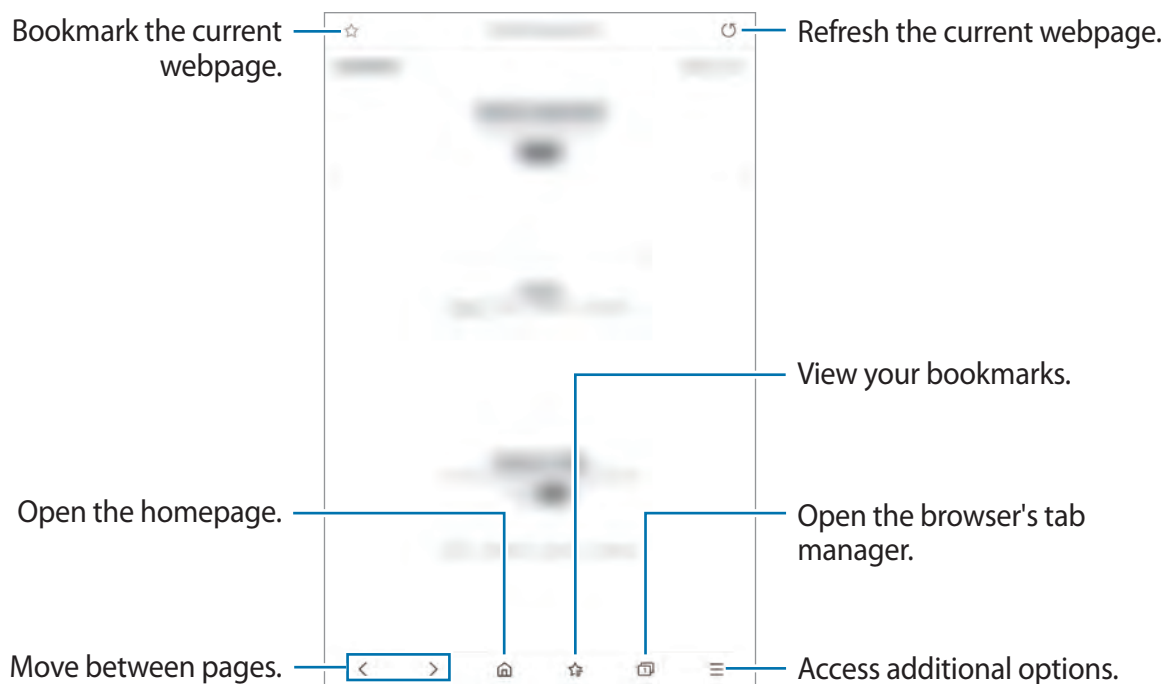 Bookmark the current
webpage.
Refresh the current webpage.
View your bookmarks.
Open the homepage.
Open the browser's tab
manager.
Move between pages.
1
Access additional options.